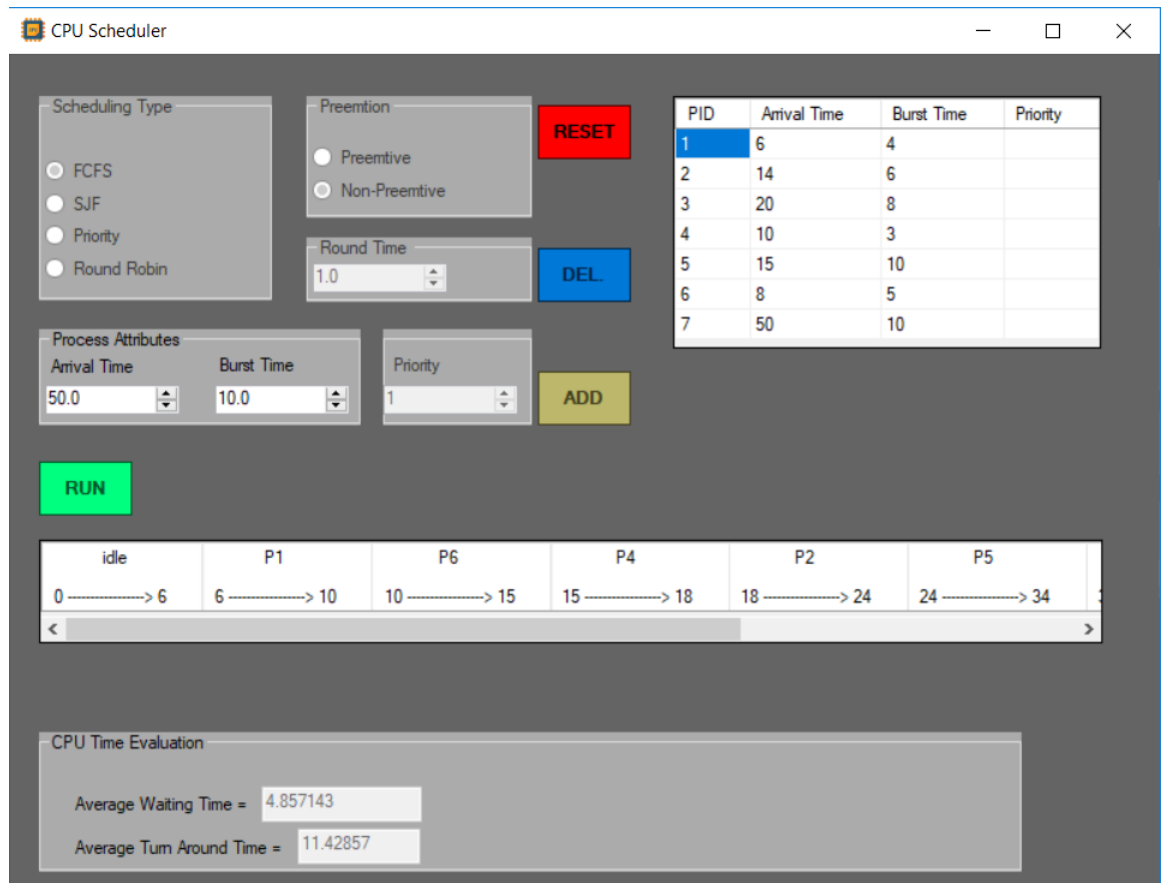 CPU Scheduler
Scheduling Type
FCFS
SJF
Priority
Round Robin
Preemtion
Preemtive
Non-Preemtive
RESET
Round Time
1.0
DEL.
Process Attributes
Arrival Time Burst Time
50.0 10.0
Priority
1
ADD
PID Arrival Time Burst Time Priority
1 6 4
2 14 6
3 20 8
4 10 3
5 15 10
6 8 5
7 50 10
RUN
idle P1 P6 P4 P2 P5
0 ----------------> 6 6 ----------------> 10 10 ----------------> 15 15 ----------------> 18 18 ----------------> 24 24 ----------------> 34
CPU Time Evaluation
Average Waiting Time = 4.857143
Average Turn Around Time = 11.42857